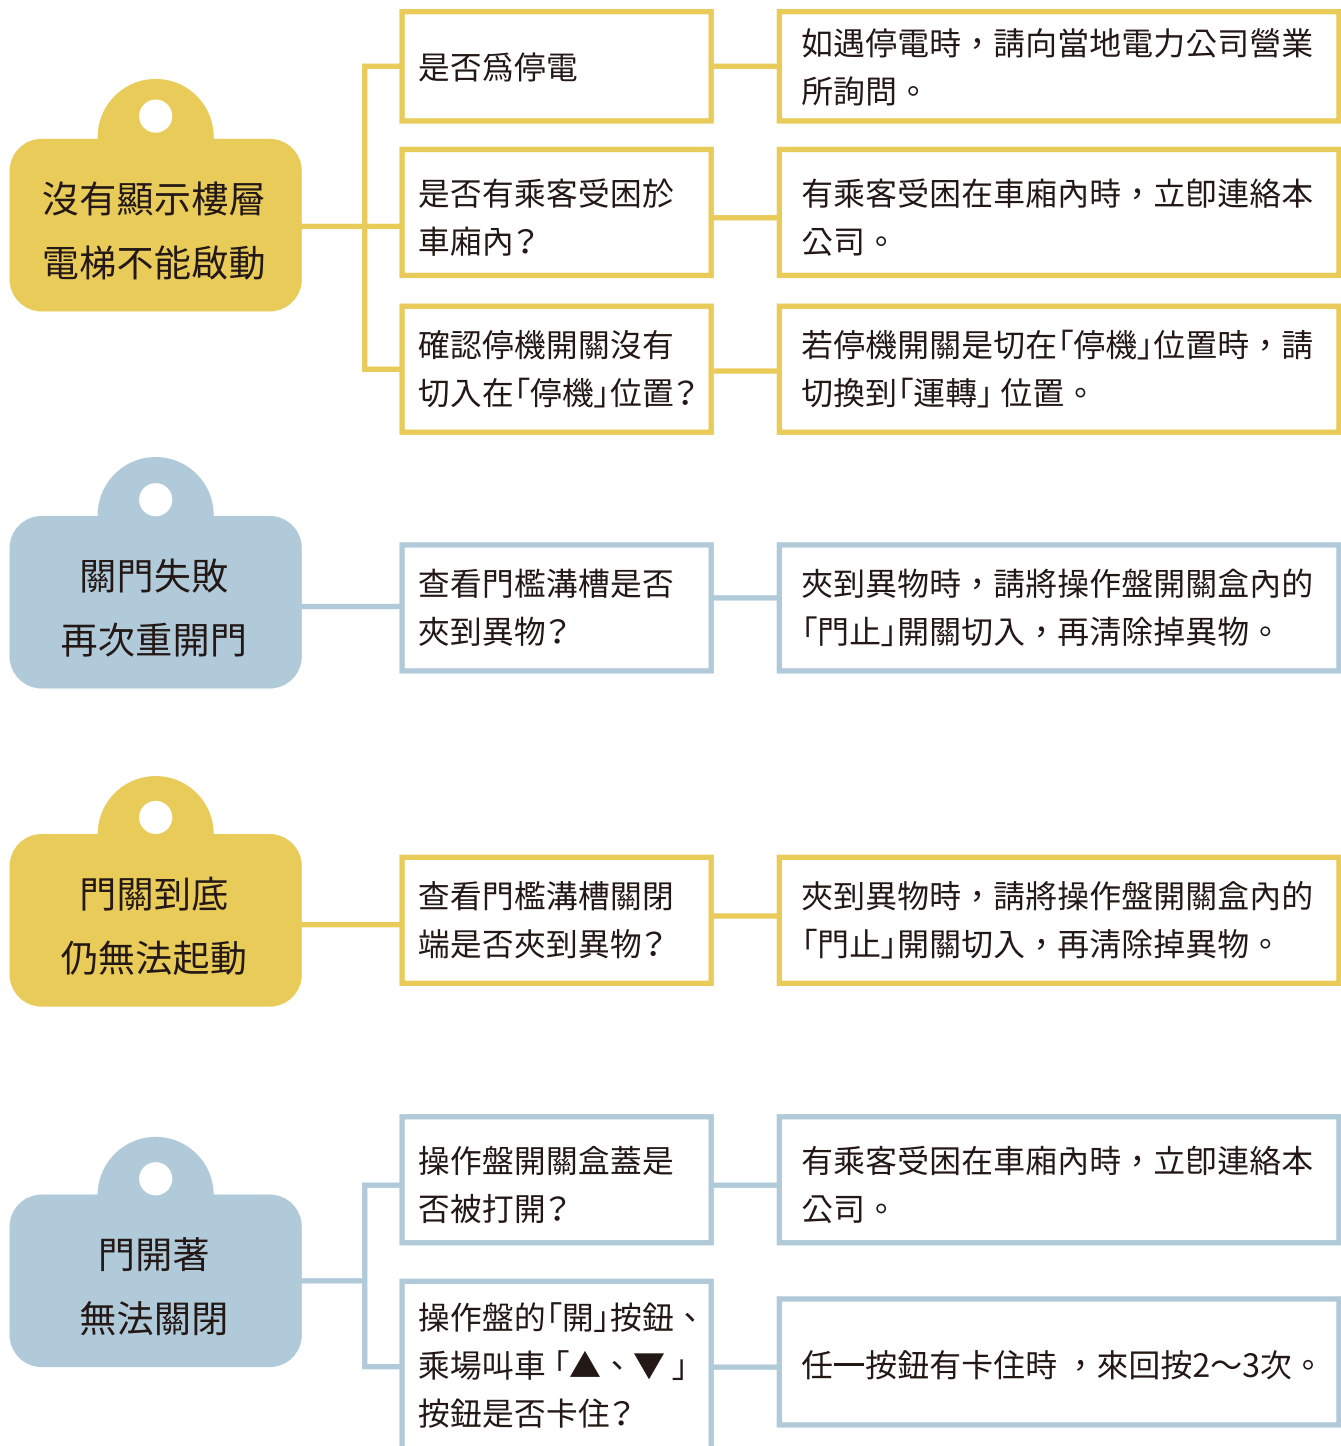 沒有顯示樓層
電梯不能啟動
是否爲停電
如遇停電時，請向當地電力公司營業
所詢問。
是否有乘客受困於
車廂內？
有乘客受困在車廂內時，立卽連絡本
公司。
確認停機開關沒有
切入在「停機」位置？
若停機開關是切在「停機」位置時，請
切換到「運轉」位置。
關門失敗
再次重開門
查看門檻溝槽是否
夾到異物？
夾到異物時，請將操作盤開關盒內的
「門止」開關切入，再淸除掉異物。
門關到底
仍無法起動
查看門檻溝槽關閉
端是否夾到異物？
夾到異物時，請將操作盤開關盒內的
「門止」開關切入，再淸除掉異物。
門開著
無法關閉
操作盤開關盒蓋是
否被打開？
有乘客受困在車廂內時，立卽連絡本
公司。
操作盤的「開」按鈕、
乘場叫車「▲、▼」
按鈕是否卡住？
任一按鈕有卡住時，來回按2～3次。